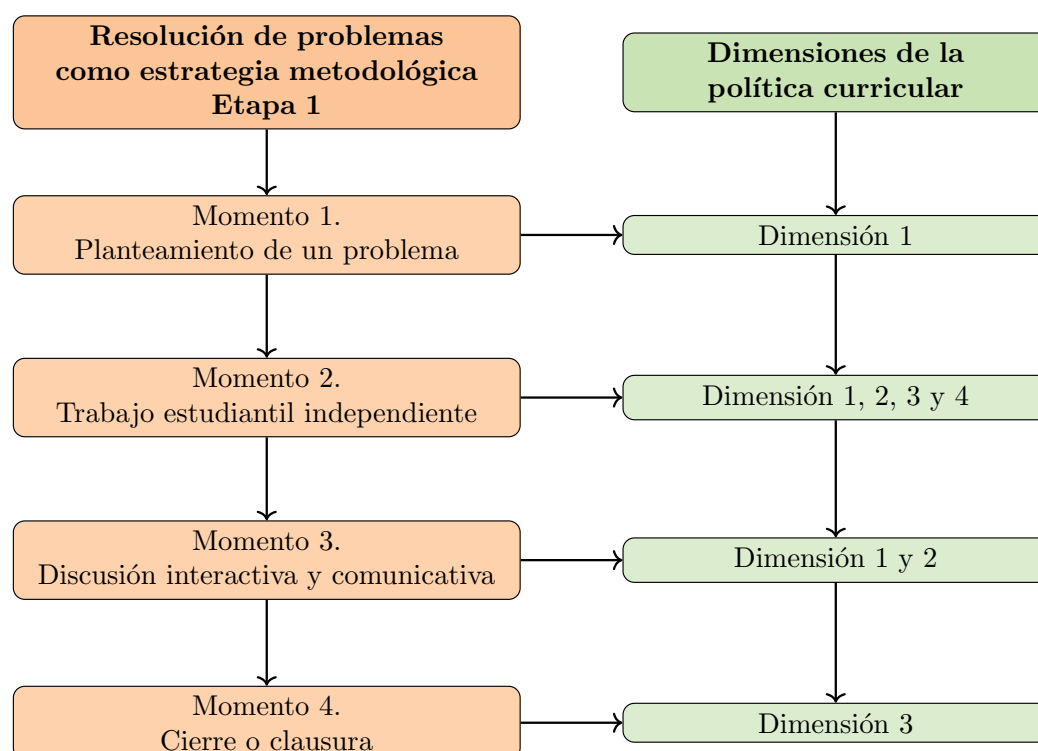 Resolución de problemas
como estrategia metodológica
Etapa 1
Dimensiones de la
política curricular
Momento 1.
Planteamiento de un problema
Dimensión 1
Momento 2.
Trabajo estudiantil independiente
Dimensión 1, 2, 3 y 4
Momento 3.
Discusión interactiva y comunicativa
Dimensión 1 y 2
Momento 4.
Cierre o clausura
Dimensión 3